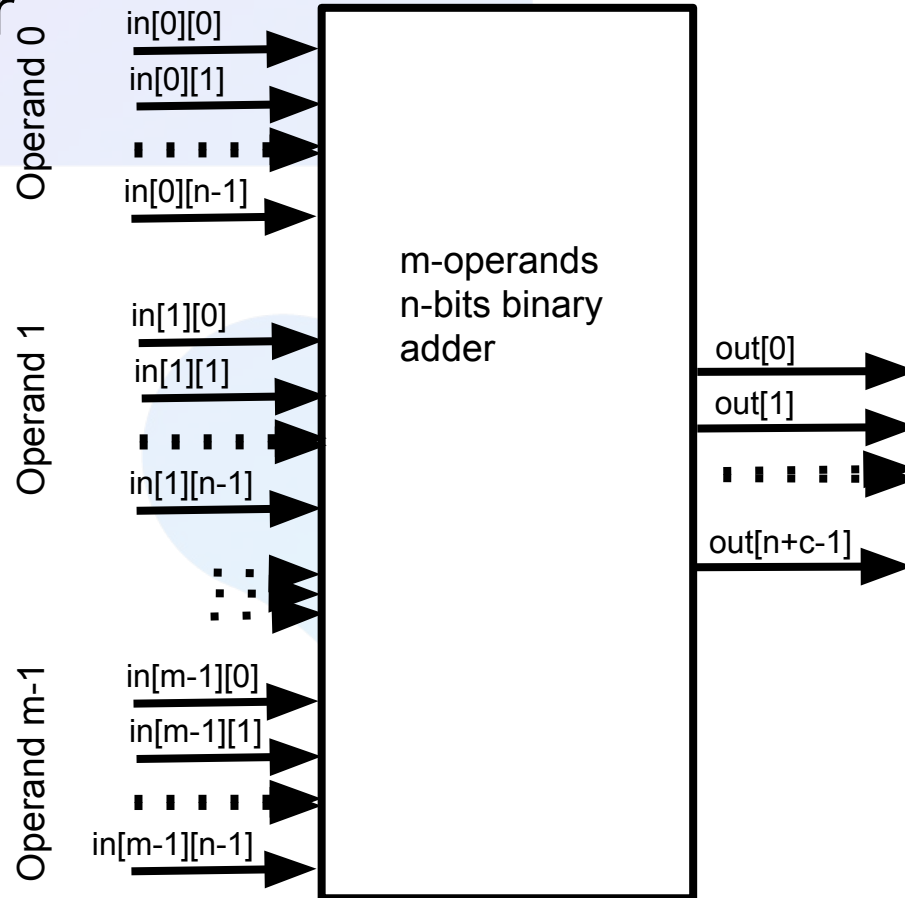 Operand 0
in[0][0]
in[0][1]
in[0][n-1]
Operand 1
in[1][0]
in[1][1]
in[1][n-1]
Operand m-1
in[m-1][0]
in[m-1][1]
in[m-1][n-1]
m-operands
n-bits binary
adder
out[0]
out[1]
out[n+c-1]